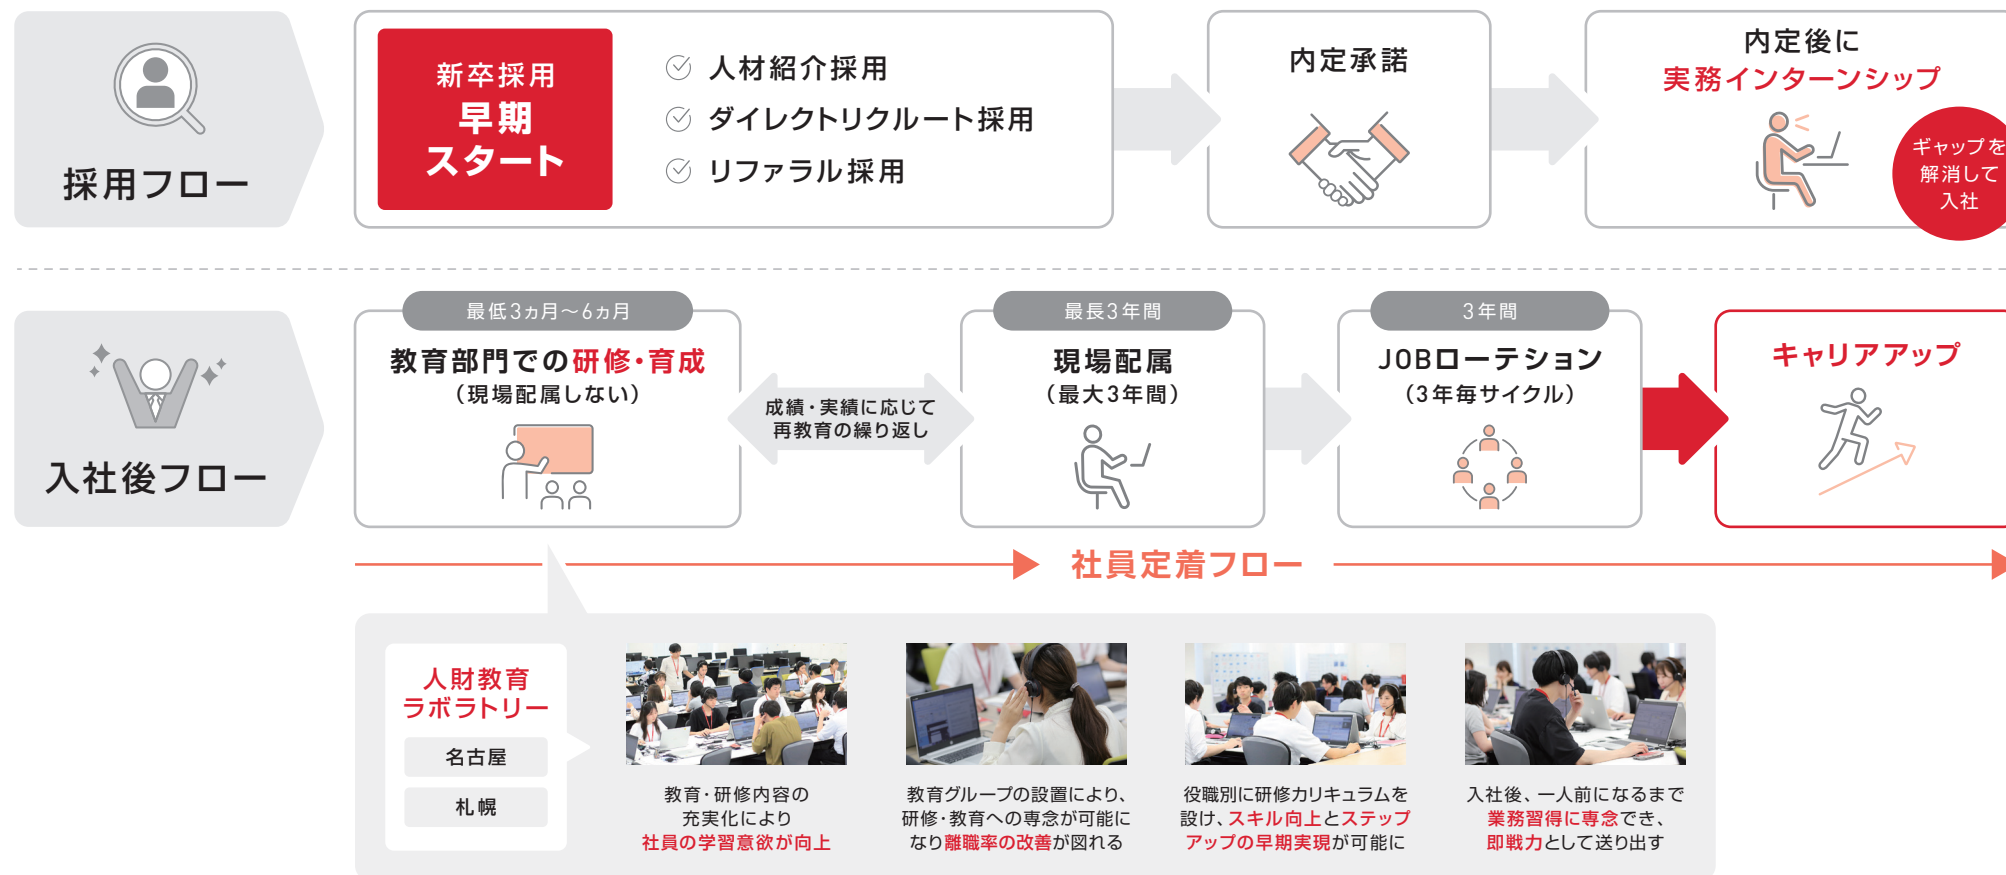 採用フロー
新卒採用
早期
スタート
人材紹介採用
ダイレクトリクルート採用
リファラル採用
内定承諾
内定後に
実務インターンシップ
ギャップを
解消して
入社
入社後フロー
最低3ヵ月〜6ヵ月
教育部門での研修・育成
（現場配属しない）
成績・実績に応じて
再教育の繰り返し
最長3年間
現場配属
（最大3年間）
3年間
JOBローテション
（3年毎サイクル）
キャリアアップ
社員定着フロー
人財教育
ラボラトリー
名古屋
札幌
教育・研修内容の
充実化により
社員の学習意欲が向上
教育グループの設置により、
研修・教育への専念が可能に
なり離職率の改善が図れる
役職別に研修カリキュラムを
設け、スキル向上とステップ
アップの早期実現が可能に
入社後、一人前になるまで
業務習得に専念でき、
即戦力として送り出す